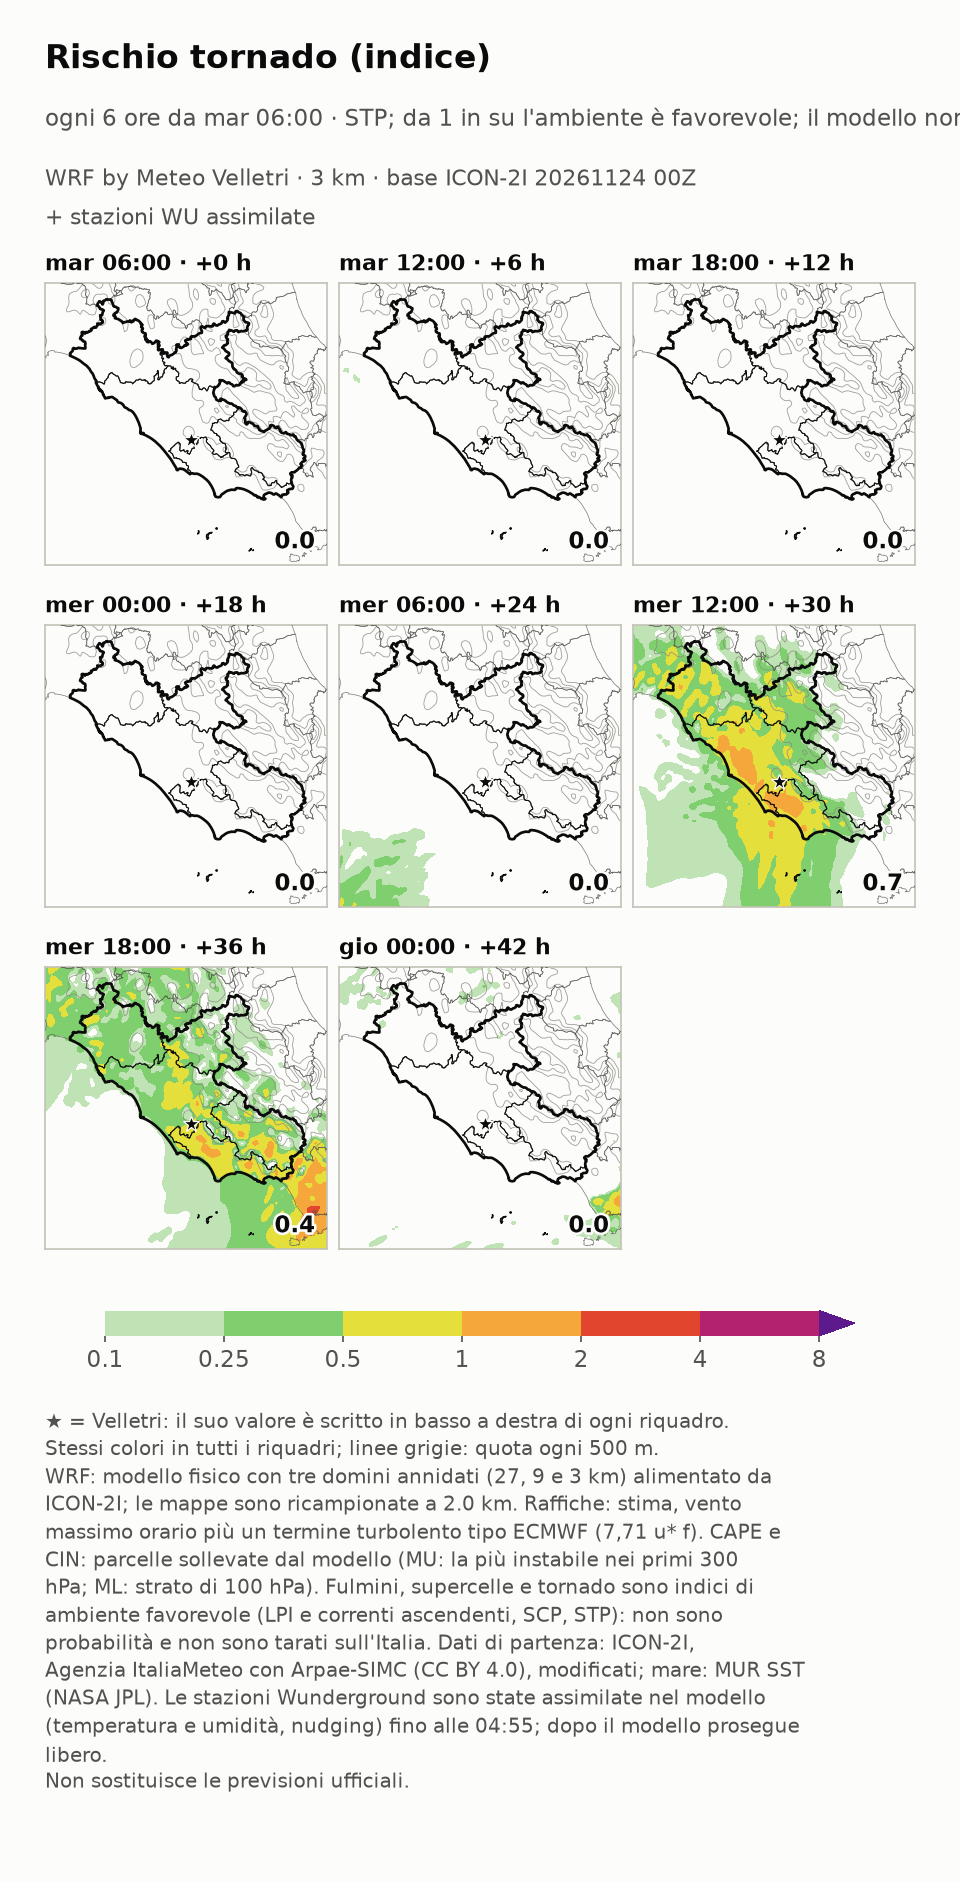 Rischio tornado (indice)
ogni 6 ore da mar 06:00 · STP; da 1 in su l'ambiente è favorevole; il modello
WRF by Meteo Velletri · 3 km · base ICON-2I 20261124 00Z
+ stazioni WU assimilate
mar 06:00 · +0 h
mar 12:00 · +6 h
mar 18:00 · +12 h
0.0
0.0
0.0
mer 00:00 · +18 h
mer 06:00 · +24 h
mer 12:00 · +30 h
0.0
0.0
0.7
mer 18:00 · +36 h
gio 00:00 · +42 h
0.4
0.0
0.1 0.25 0.5 1 2 4 8
★ = Velletri: il suo valore è scritto in basso a destra di ogni riquadro.
Stessi colori in tutti i riquadri; linee grigie: quota ogni 500 m.
WRF: modello fisico con tre domini annidati (27, 9 e 3 km) alimentato da
ICON-2I; le mappe sono ricampionate a 2.0 km. Raffiche: stima, vento
massimo orario più un termine turbolento tipo ECMWF (7,71 u* f). CAPE e
CIN: parcelle sollevate dal modello (MU: la più instabile nei primi 300
hPa; ML: strato di 100 hPa). Fulmini, supercelle e tornado sono indici di
ambiente favorevole (LPI e correnti ascendenti, SCP, STP): non sono
probabilità e non sono tarati sull'Italia. Dati di partenza: ICON-2I,
Agenzia ItaliaMeteo con Arpae-SIMC (CC BY 4.0), modificati; mare: MUR SST
(NASA JPL). Le stazioni Wunderground sono state assimilate nel modello
(temperatura e umidità, nudging) fino alle 04:55; dopo il modello prosegue
libero.
Non sostituisce le previsioni ufficiali.